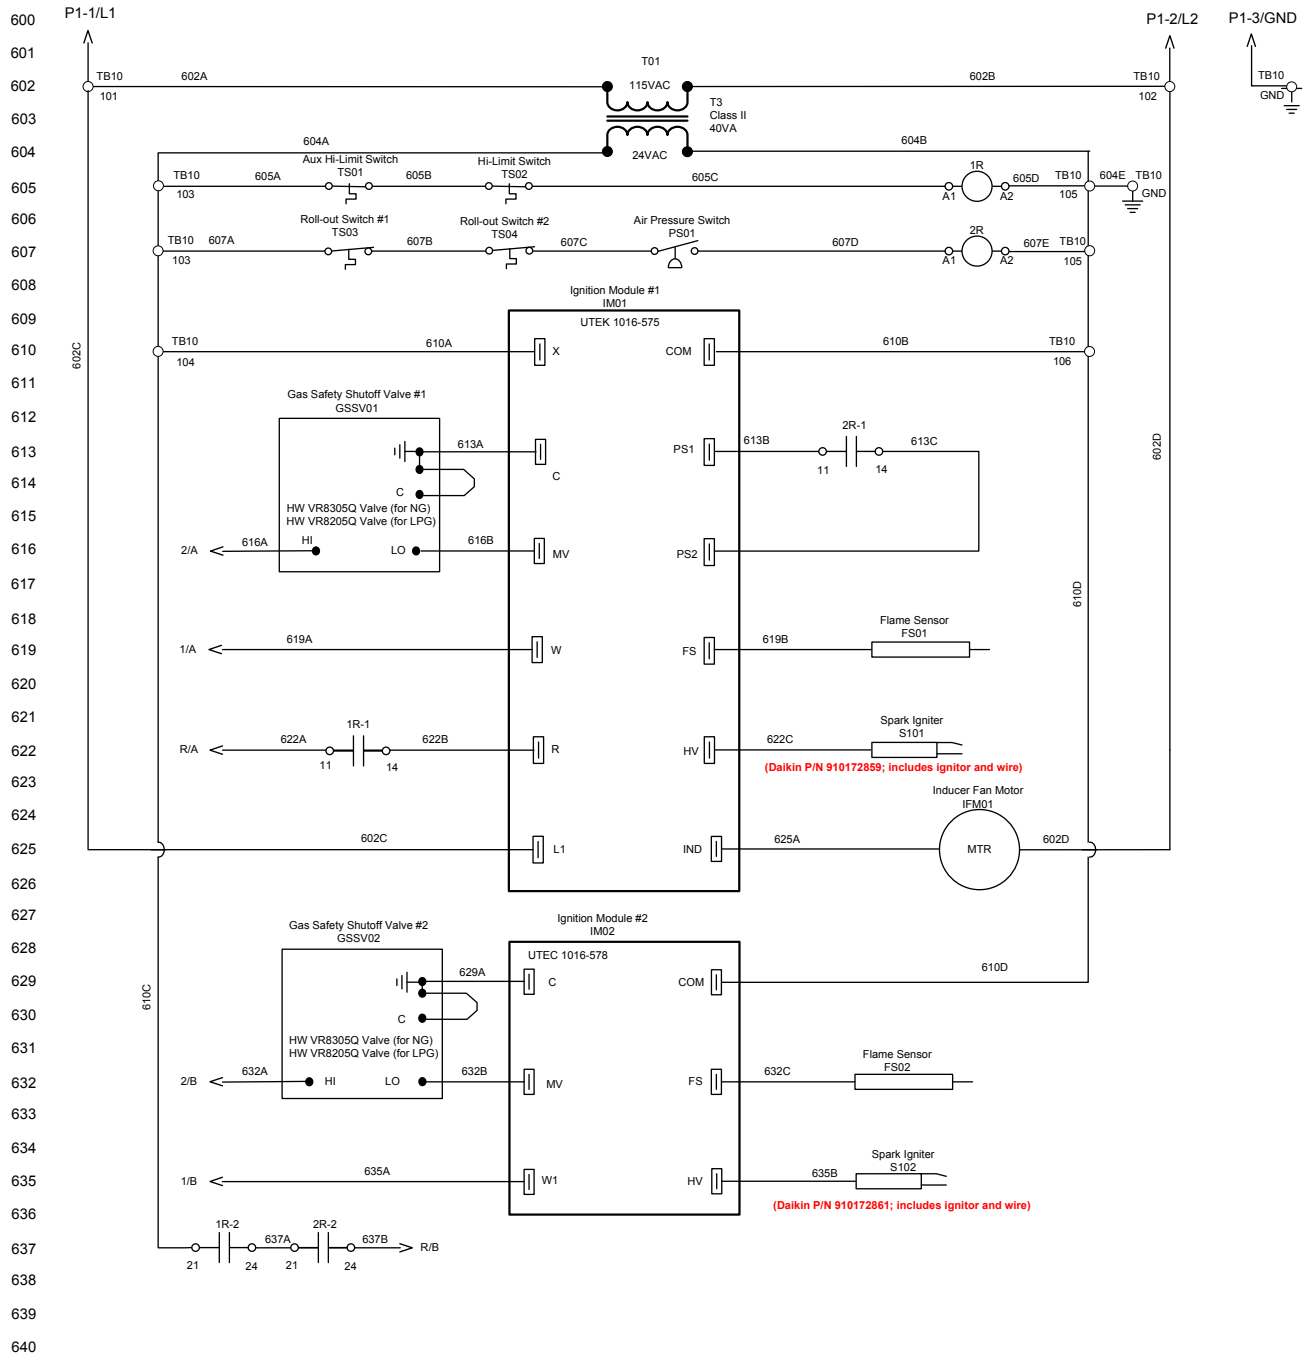 600
P1-1/L1
P1-2/L2
P1-3/GND
601
T01
602
TB10
101
602A
115VAC
602B
TB10
102
TB10
GND
603
T3
Class II
40VA
604
604A
24VAC
604B
Aux Hi-Limit Switch
TS01
Hi-Limit Switch
TS02
1R
605
TB10
103
605A
605B
605C
A1
A2
605D
TB10
105
604E
TB10
GND
606
Roll-out Switch #1
TS03
Roll-out Switch #2
TS04
Air Pressure Switch
PS01
2R
607
TB10
103
607A
607B
607C
607D
A1
A2
607E
TB10
105
608
Ignition Module #1
IM01
609
UTEK 1016-575
610
602C
TB10
104
610A
X
COM
610B
TB10
106
611
Gas Safety Shutoff Valve #1
GSSV01
612
2R-1
613
613A
C
PS1
613B
11
14
613C
602D
614
C
615
HW VR8305Q Valve (for NG)
HW VR8205Q Valve (for LPG)
616
2/A
616A
HI
LO
616B
MV
PS2
617
610D
618
Flame Sensor
FS01
619
1/A
619A
W
FS
619B
620
621
1R-1
Spark Igniter
S101
622
R/A
622A
11
14
622B
R
HV
622C
(Daikin P/N 910172859; includes ignitor and wire)
623
Inducer Fan Motor
IFM01
624
625
602C
L1
IND
625A
MTR
602D
626
627
Gas Safety Shutoff Valve #2
GSSV02
Ignition Module #2
IM02
628
UTEC 1016-578
629
629A
C
COM
610D
610C
630
C
631
HW VR8305Q Valve (for NG)
HW VR8205Q Valve (for LPG)
Flame Sensor
FS02
632
2/B
632A
HI
LO
632B
MV
FS
632C
633
634
Spark Igniter
S102
635
1/B
635A
W1
HV
635B
(Daikin P/N 910172861; includes ignitor and wire)
636
1R-2
2R-2
637
21
24
637A
21
24
637B
R/B
638
639
640